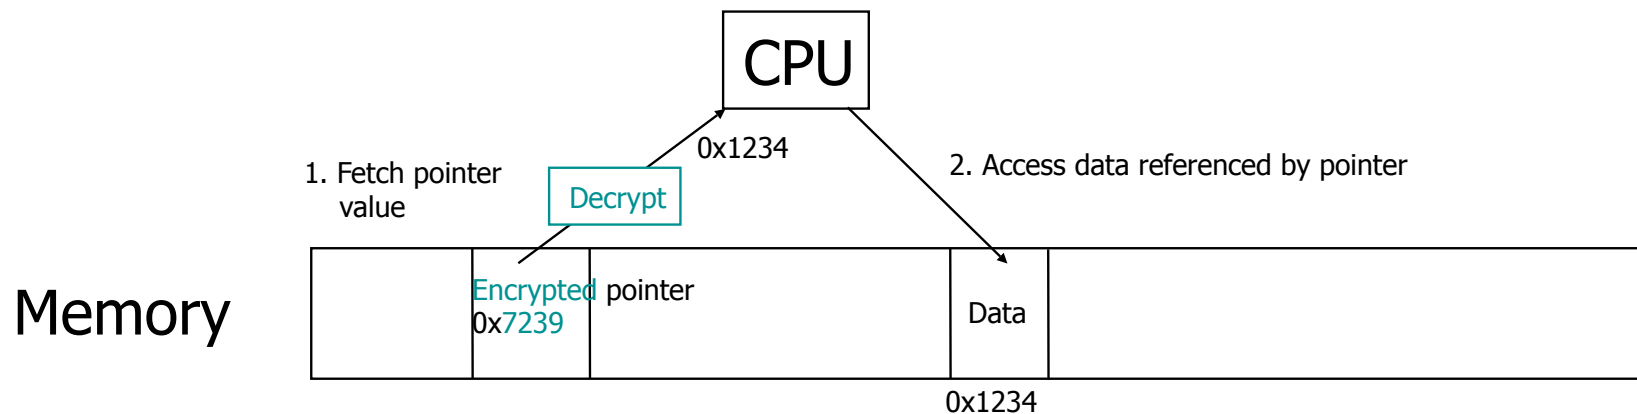 CPU
0x1234
1. Fetch pointer
value
2. Access data referenced by pointer
Decrypt
Memory
Encrypted pointer
0x7239
Data
0x1234